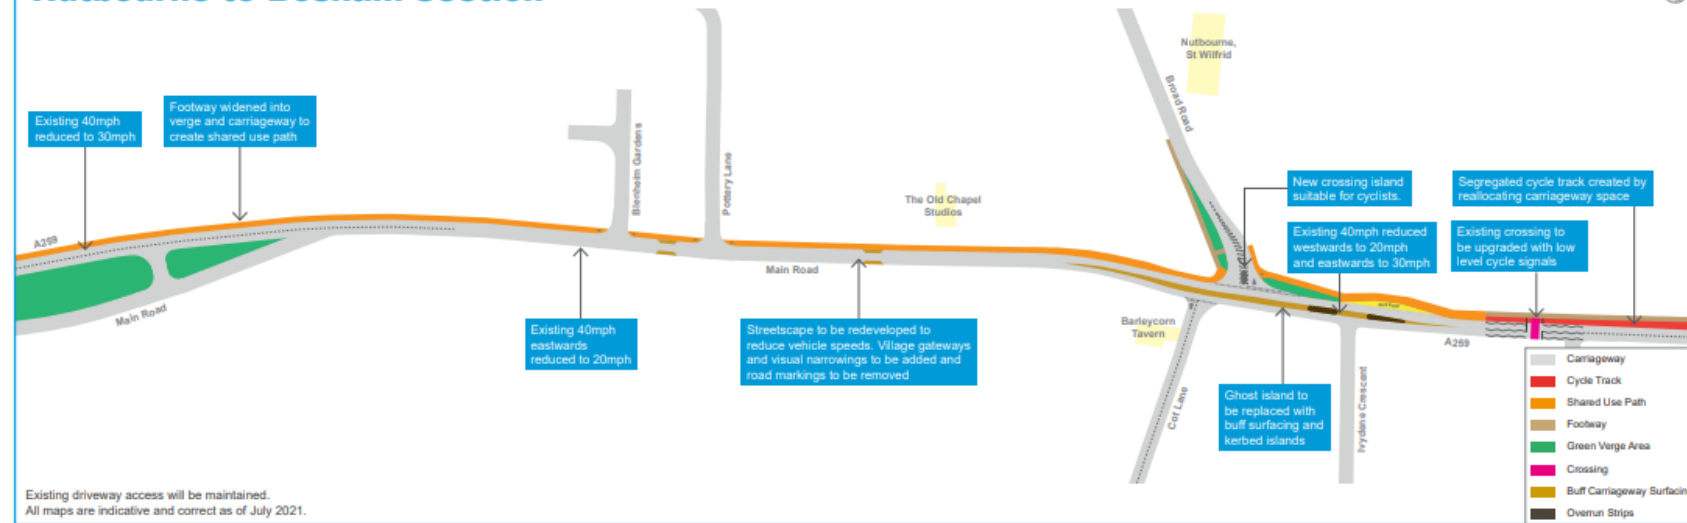 Nutbourne to Bosham Section
Existing 40mph
reduced to 30mph
Footway widened into
verge and carriageway to
create shared use path
A259
Main Road
Blenheim Gardens
Pottery Lane
Existing 40mph
eastwards
reduced to 20mph
Main Road
The Old Chapel
Studios
Streetscape to be redeveloped to
reduce vehicle speeds. Village gateways
and visual narrowings to be added and
road markings to be removed
Nutbourne,
St Wilfrid
Broad Road
Barleycorn
Tavern
Cot Lane
New crossing island
suitable for cyclists.
Existing 40mph reduced
westwards to 20mph
and eastwards to 30mph
Ghost island to
be replaced with
buff surfacing and
kerbed islands
Ivydene Crescent
Segregated cycle track created by
reallocating carriageway space
Existing crossing to
be upgraded with low
level cycle signals
A259
Carriageway
Cycle Track
Shared Use Path
Footway
Green Verge Area
Crossing
Buff Carriageway Surfacin
Overrun Strips
Existing driveway access will be maintained.
All maps are indicative and correct as of July 2021.